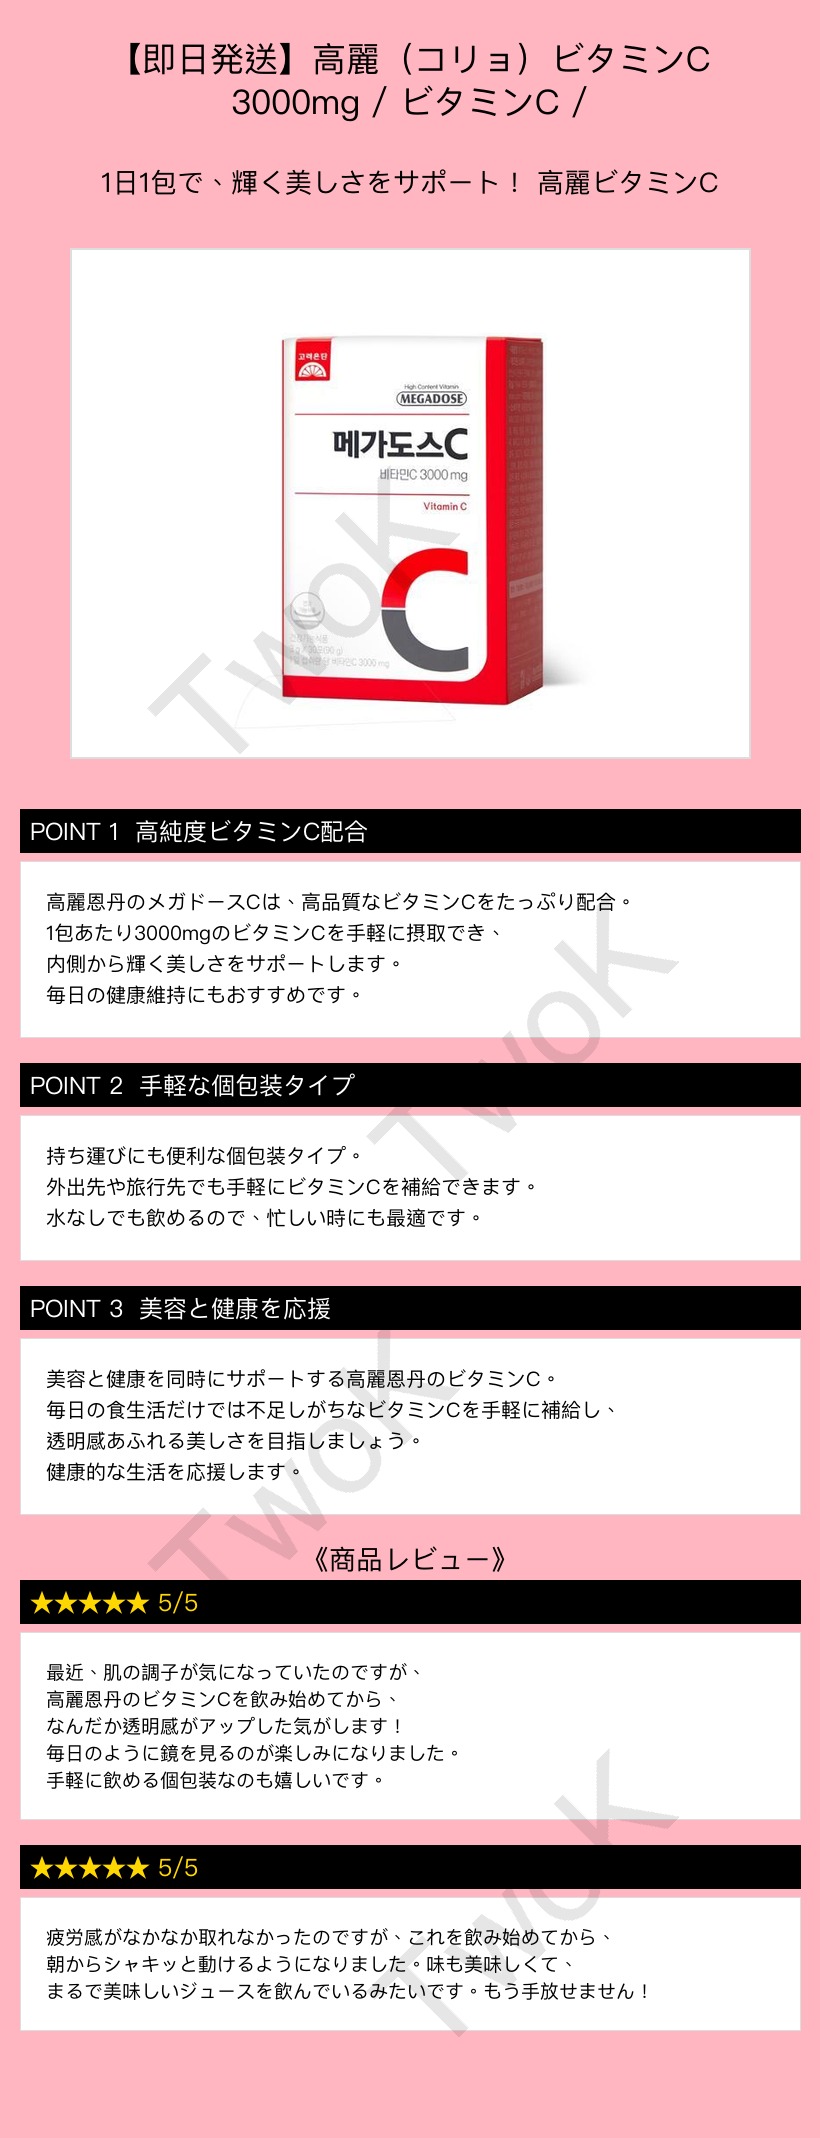 【即日発送】高麗（コリョ）ビタミンC
3000mg / ビタミンC /
1日1包で、輝く美しさをサポート！ 高麗ビタミンC
고려은단
High Content Vitamin
MEGADOSE
메가도스C
비타민C 3000 mg
Vitamin C
C
TwoK
POINT 1 高純度ビタミンC配合
高麗恩丹のメガドースCは、高品質なビタミンCをたっぷり配合。
1包あたり3000mgのビタミンCを手軽に摂取でき、
内側から輝く美しさをサポートします。
毎日の健康維持にもおすすめです。
TwoK
POINT 2 手軽な個包装タイプ
持ち運びにも便利な個包装タイプ。
外出先や旅行先でも手軽にビタミンCを補給できます。
水なしでも飲めるので、忙しい時にも最適です。
POINT 3 美容と健康を応援
美容と健康を同時にサポートする高麗恩丹のビタミンC。
毎日の食生活だけでは不足しがちなビタミンCを手軽に補給し、
透明感あふれる美しさを目指しましょう。
健康的な生活を応援します。
TwoK
《商品レビュー》
★★★★★ 5/5
最近、肌の調子が気になっていたのですが、
高麗恩丹のビタミンCを飲み始めてから、
なんだか透明感がアップした気がします！
毎日のように鏡を見るのが楽しみになりました。
手軽に飲める個包装なのも嬉しいです。
★★★★★ 5/5
疲労感がなかなか取れなかったのですが、これを飲み始めてから、
朝からシャキッと動けるようになりました。味も美味しくて、
まるで美味しいジュースを飲んでいるみたいです。もう手放せません！
TwoK